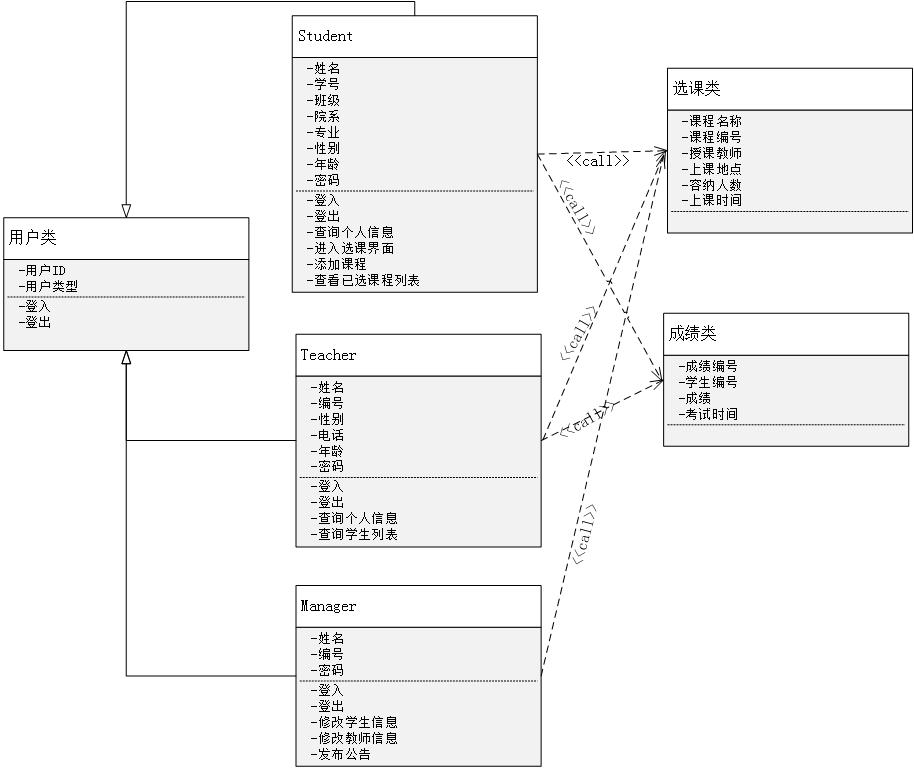 Student
-姓名
-学号
-班级
-院系
-专业
-性别
-年龄
-密码
-登入
-登出
-查询个人信息
-进入选课界面
-添加课程
-查看已选课程列表
选课类
-课程名称
-课程编号
-授课教师
-上课地点
-容纳人数
-上课时间
<<call>>
<<call>>
用户类
-用户ID
-用户类型
-登入
-登出
Teacher
-姓名
-编号
-性别
-电话
-年龄
-密码
-登入
-登出
-查询个人信息
-查询学生列表
<<call>>
<<call>>
成绩类
-成绩编号
-学生编号
-成绩
-考试时间
Manager
-姓名
-编号
-密码
-登入
-登出
-修改学生信息
-修改教师信息
-发布公告
<<call>>